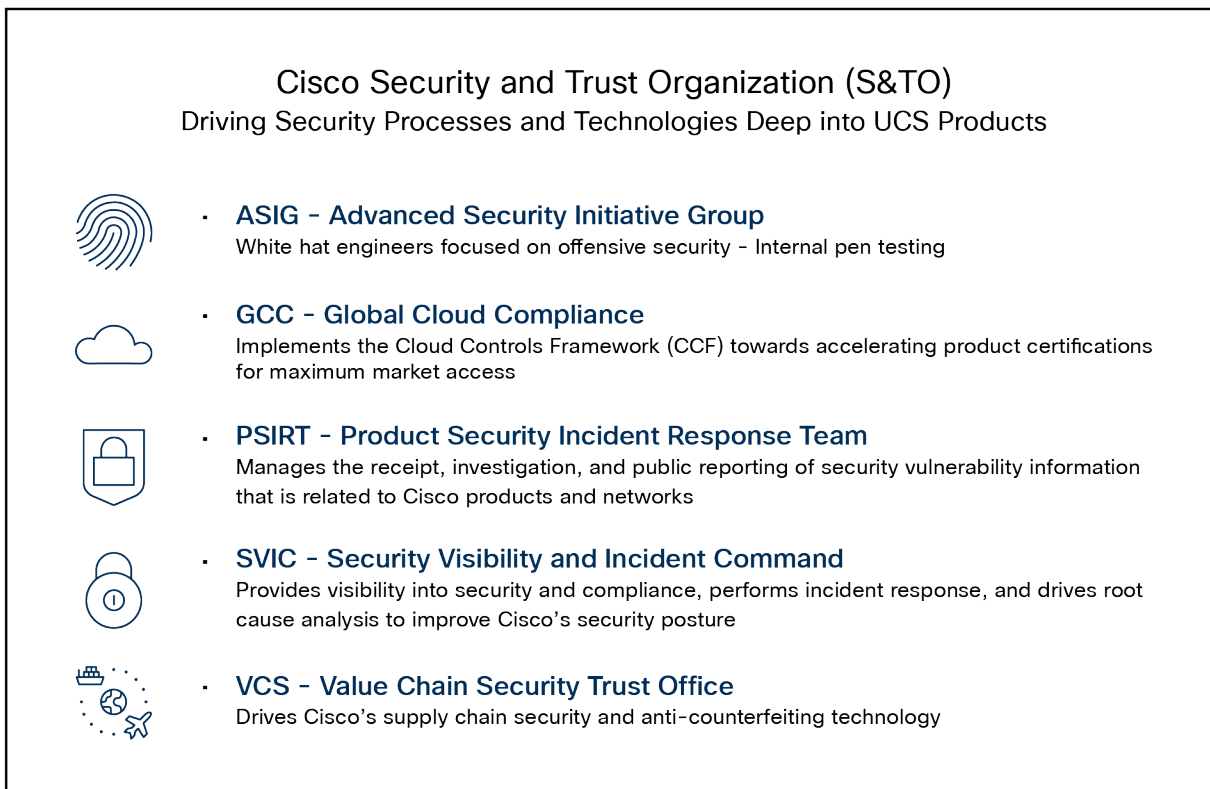 Cisco Security and Trust Organization (S&TO)
Driving Security Processes and Technologies Deep into UCS Products
▪ ASIG – Advanced Security Initiative Group
White hat engineers focused on offensive security – Internal pen testing
▪ GCC – Global Cloud Compliance
Implements the Cloud Controls Framework (CCF) towards accelerating product certifications
for maximum market access
▪ PSIRT – Product Security Incident Response Team
Manages the receipt, investigation, and public reporting of security vulnerability information
that is related to Cisco products and networks
▪ SVIC – Security Visibility and Incident Command
Provides visibility into security and compliance, performs incident response, and drives root
cause analysis to improve Cisco’s security posture
▪ VCS – Value Chain Security Trust Office
Drives Cisco’s supply chain security and anti-counterfeiting technology